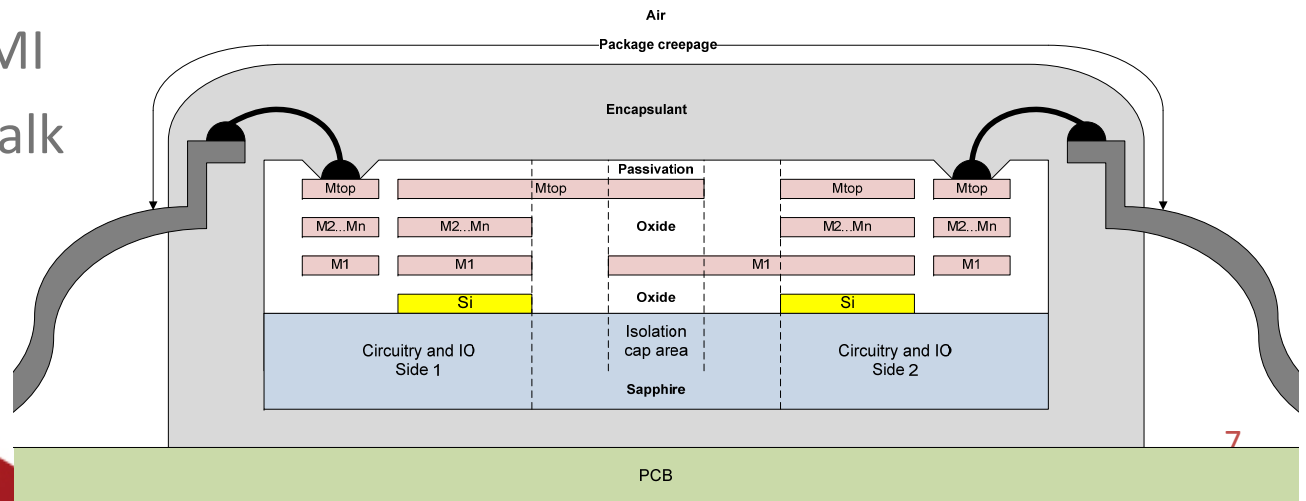 Air
MI
Package creepage
Encapsulant
alk
Passivation
Mtop Mtop Mtop Mtop
M2...Mn M2...Mn Oxide M2...Mn M2...Mn
M1 M1 M1 M1
Si Oxide Si
Isolation
cap area
Circuitry and IO
Side 1
Circuitry and IO
Side 2
Sapphire
7
PCB